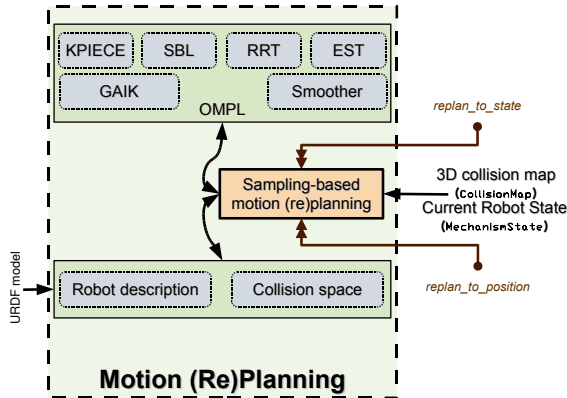 KPIECE SBL RRT EST
GAIK Smoother
OMPL
replan_to_state
Sampling-based
motion (re)planning
3D collision map
(CollisionMap)
Current Robot State
(MechanismState)
replan_to_position
URDF model
Robot description Collision space
Motion (Re)Planning